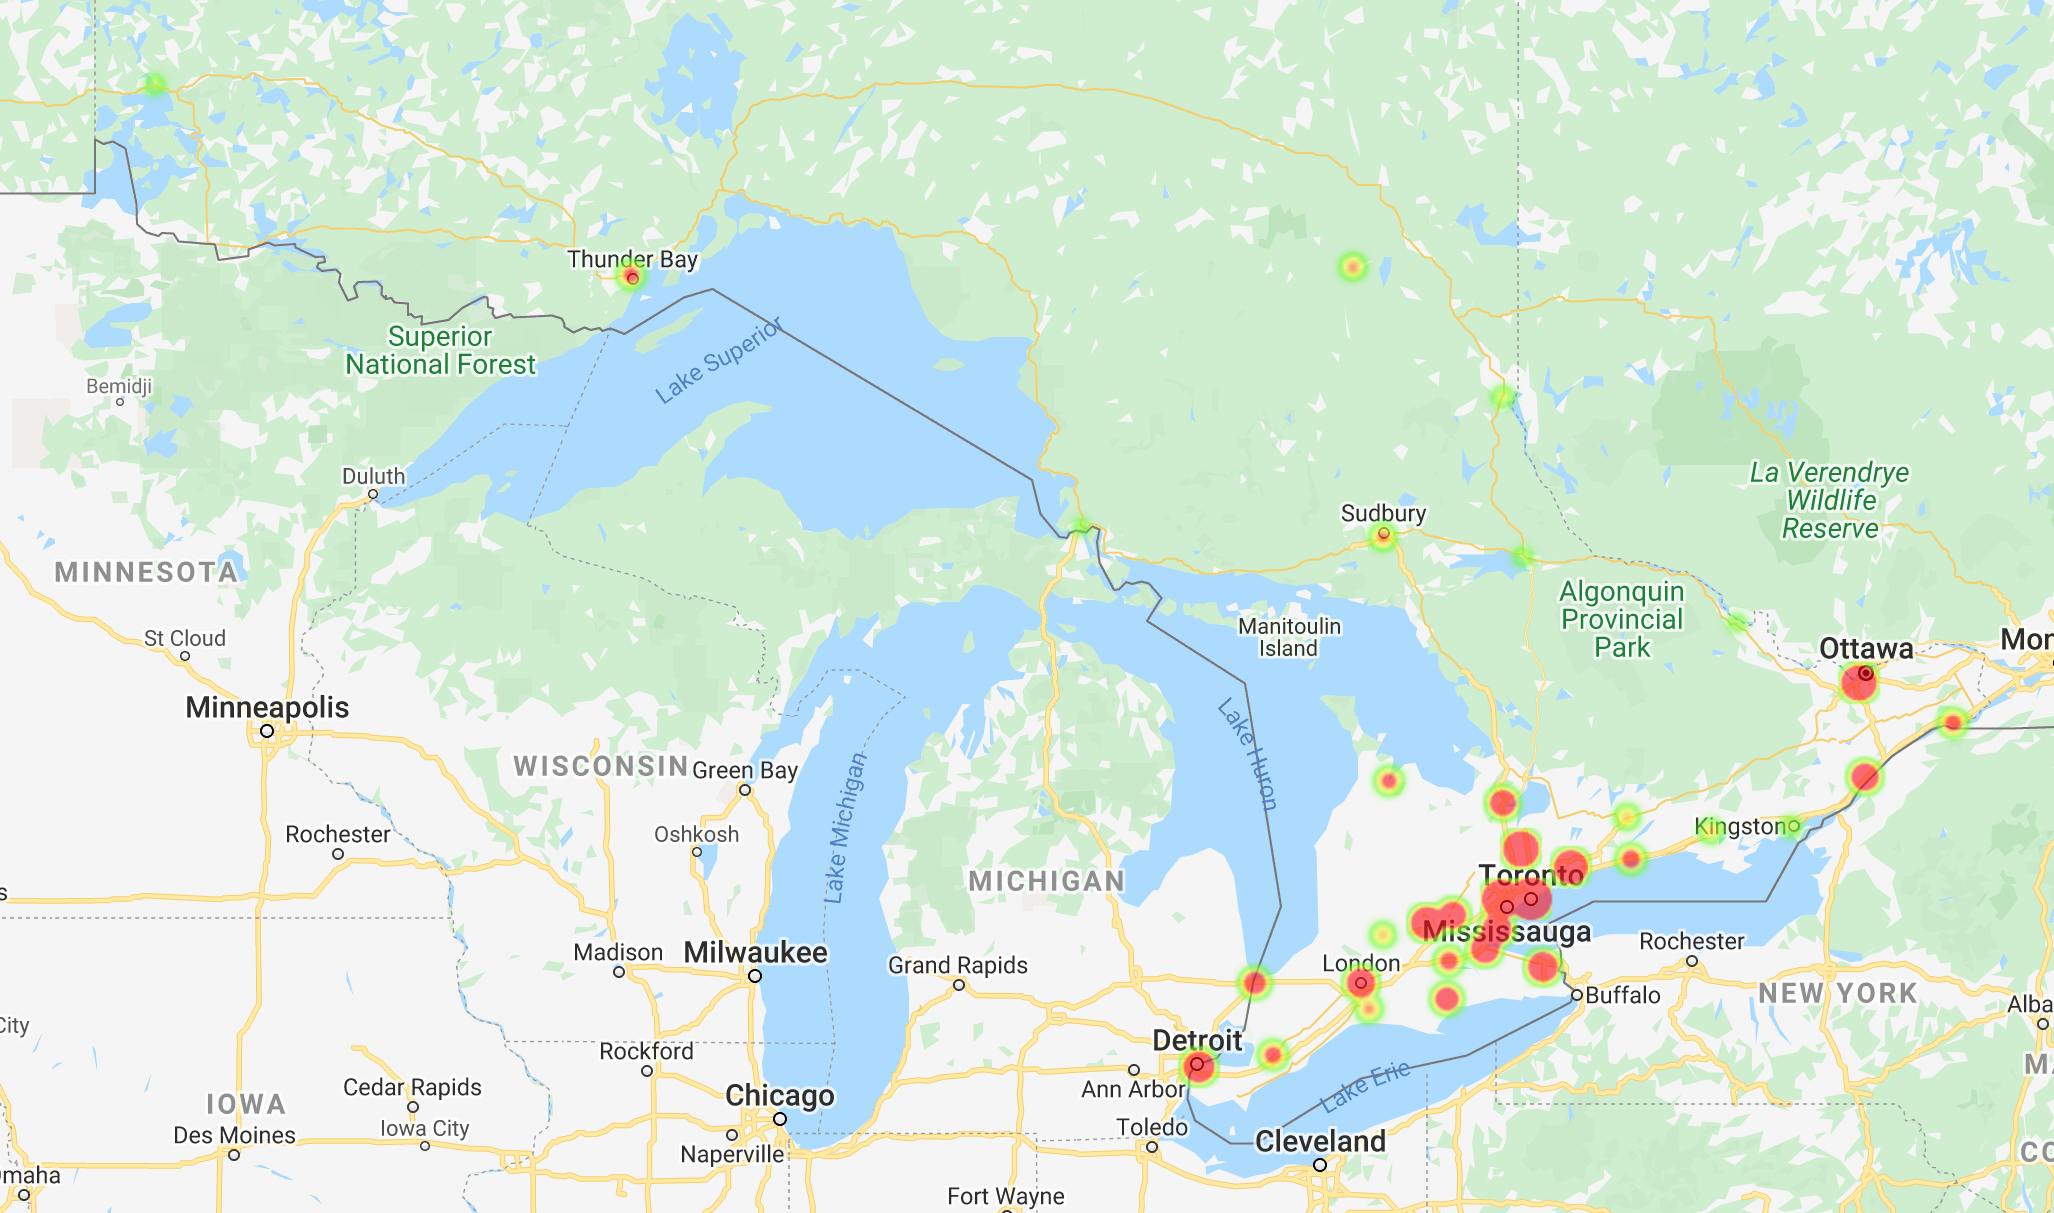 Thunder Bay
Superior
National Forest
Lake Superior
Bemidji
Duluth
La Verendrye
Wildlife
Reserve
Sudbury
MINNESOTA
Algonquin
Provincial
Park
Manitoulin
Island
St Cloud
Ottawa
Mon
Minneapolis
Lake Huron
WISCONSIN
Green Bay
Lake Michigan
Rochester
Oshkosh
Kingston
MICHIGAN
Toronto
s
Mississauga
Madison
Milwaukee
Grand Rapids
London
Rochester
Buffalo
NEW YORK
Alba
City
Detroit
Rockford
Ann Arbor
Lake Erie
MA
Cedar Rapids
Chicago
IOWA
Iowa City
Des Moines
Toledo
Cleveland
Naperville
CO
maha
Fort Wayne